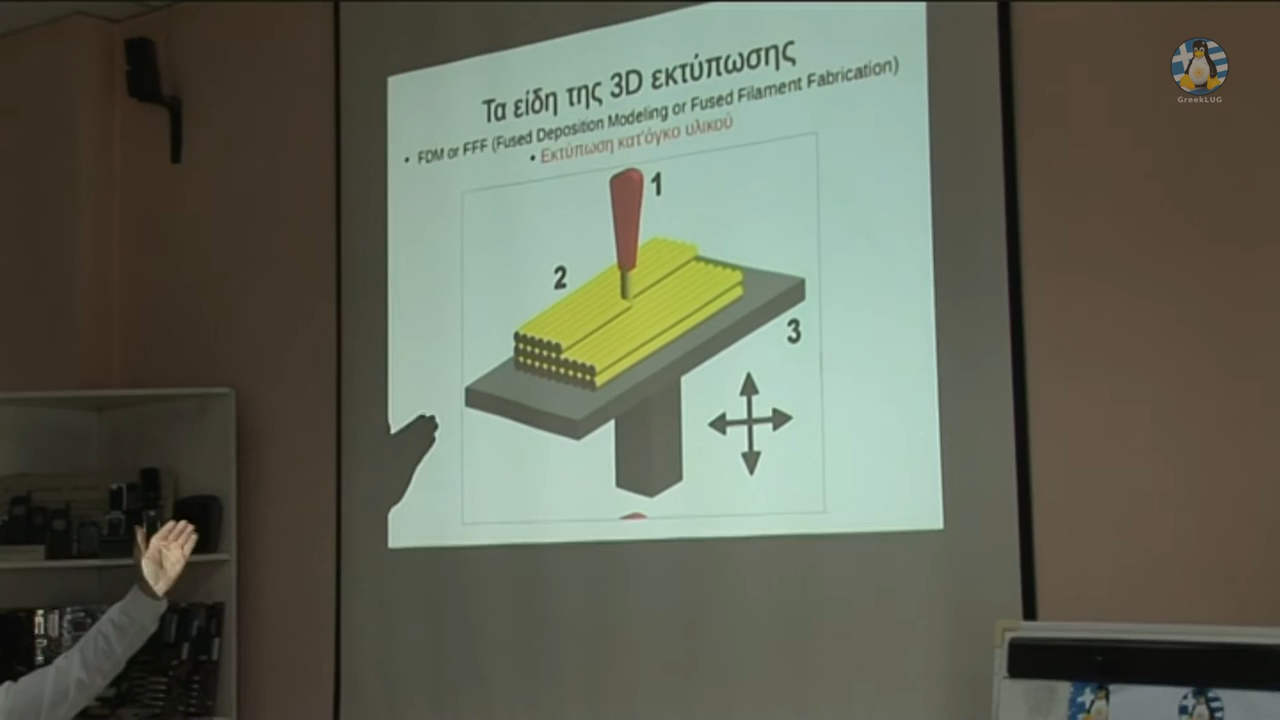 Τα είδη της 3D εκτύπωσης
• FDM or FFF (Fused Deposition Modeling or Fused Filament Fabrication)
• Εκτύπωση κατ'όγκο υλικού
1
2
3
GreekLUG